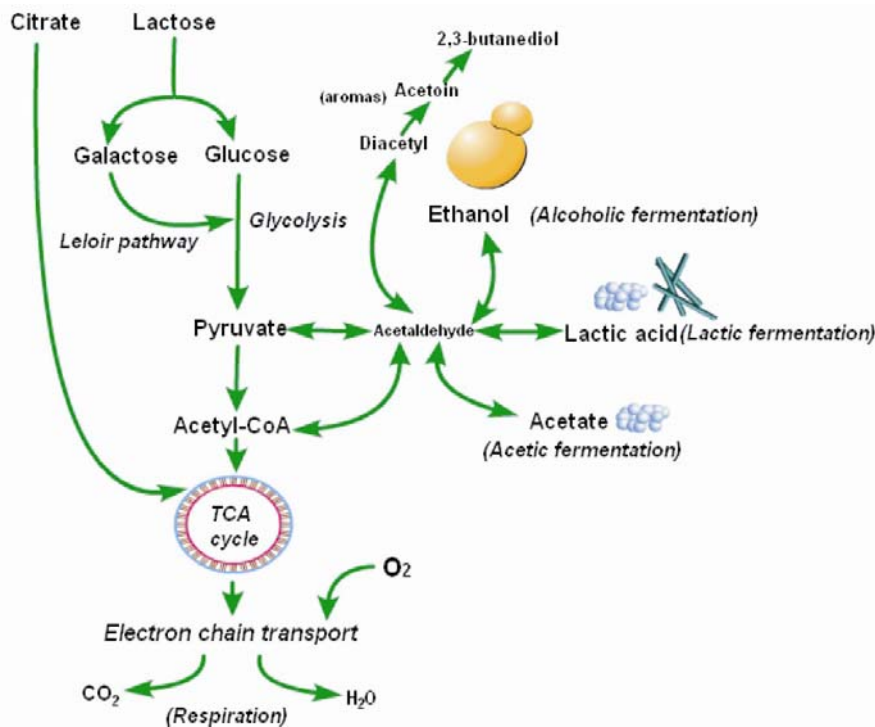 Citrate
Lactose
2,3-butanediol
(aromas) Acetoin
Diacetyl
Galactose
Glucose
Ethanol (Alcoholic fermentation)
Leloir pathway
Glycolysis
Pyruvate
Acetaldehyde
Lactic acid (Lactic fermentation)
Acetyl-CoA
Acetate
(Acetic fermentation)
TCA
cycle
O2
Electron chain transport
CO2
H2O
(Respiration)